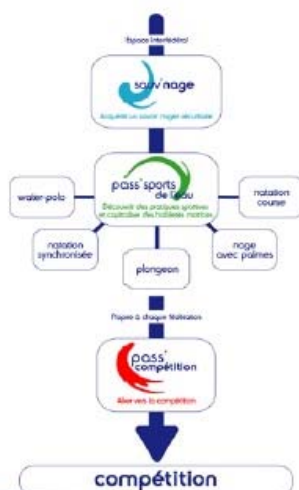 l'Espace interfédéral
sauv'nage
Acquérir un savoir nager sécuritaire
pass'sports
de l'eau
Découvrir des pratiques sportives
et capitaliser des habiletés motrices
water-polo
natation
course
natation
synchronisée
nage
avec palmes
plongeon
Propre à chaque fédération
pass'
compétition
Aller vers la compétition
compétition